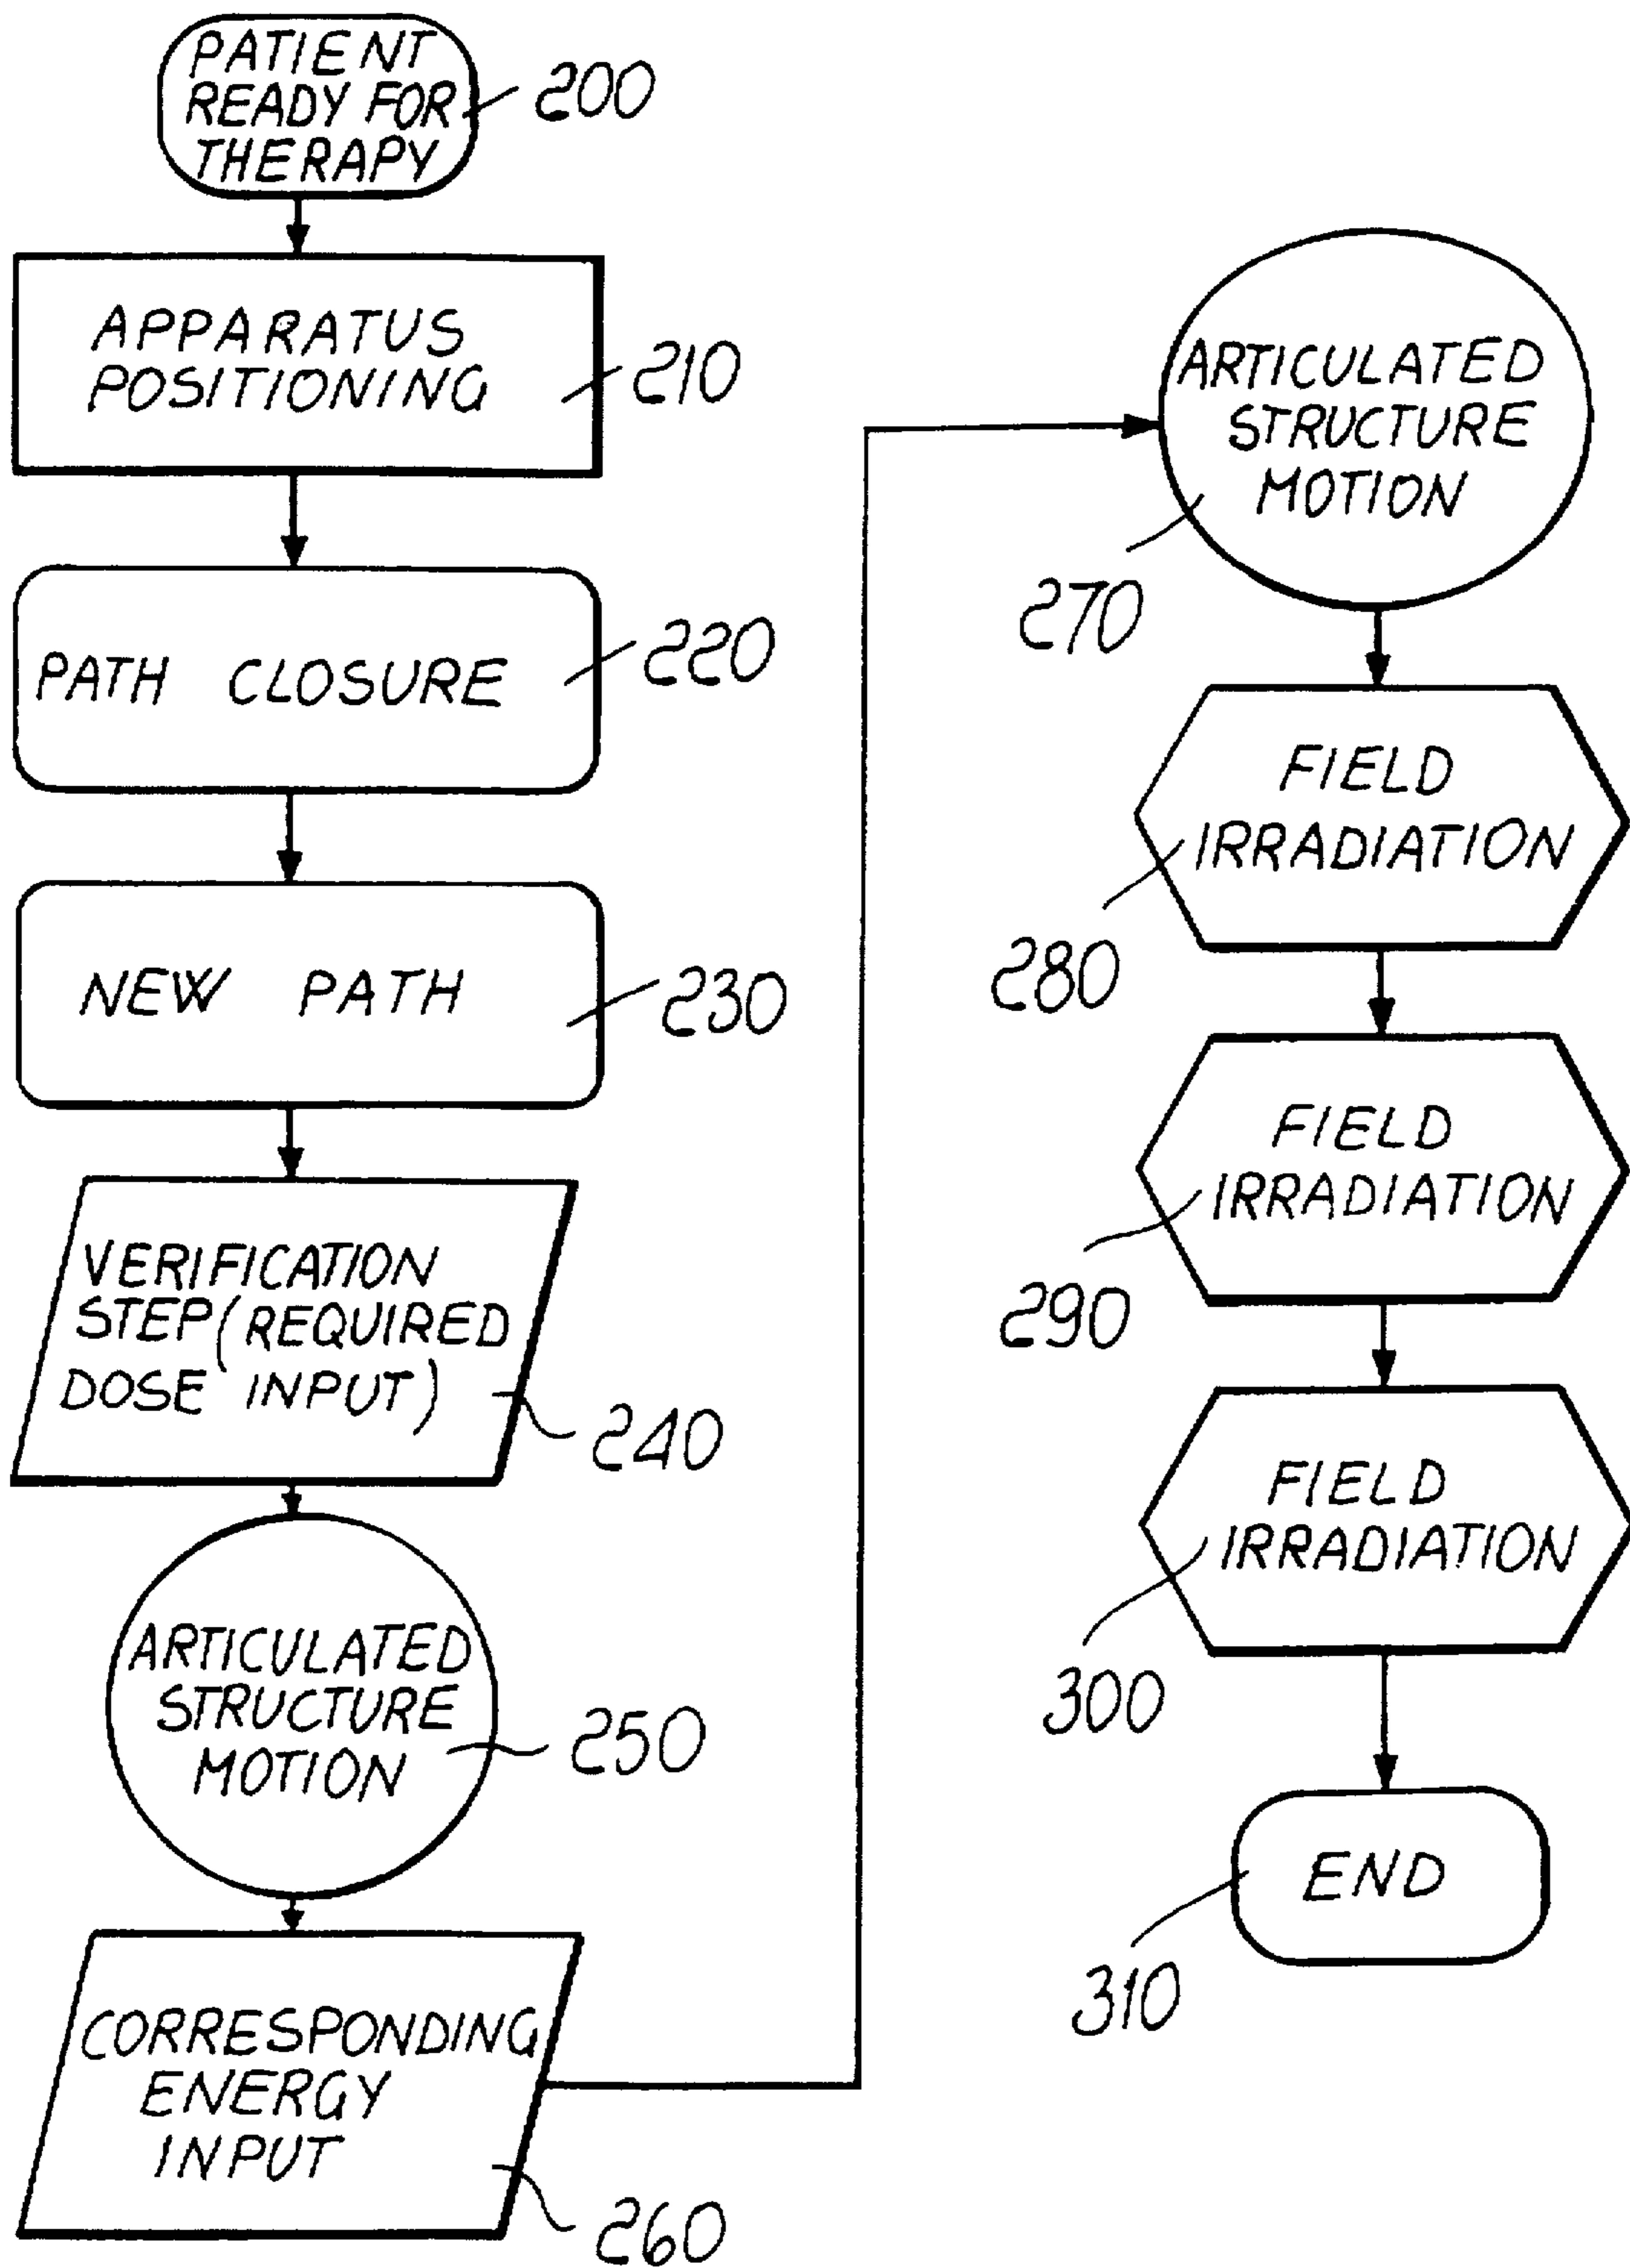 PATIENT
READY FOR
THERAPY
200
APPARATUS
POSITIONING
210
PATH CLOSURE
220
NEW PATH
230
VERIFICATION
STEP (REQUIRED
DOSE INPUT)
240
ARTICULATED
STRUCTURE
MOTION
250
CORRESPONDING
ENERGY
INPUT
260
ARTICULATED
STRUCTURE
MOTION
270
FIELD
IRRADIATION
280
FIELD
IRRADIATION
290
FIELD
IRRADIATION
300
END
310